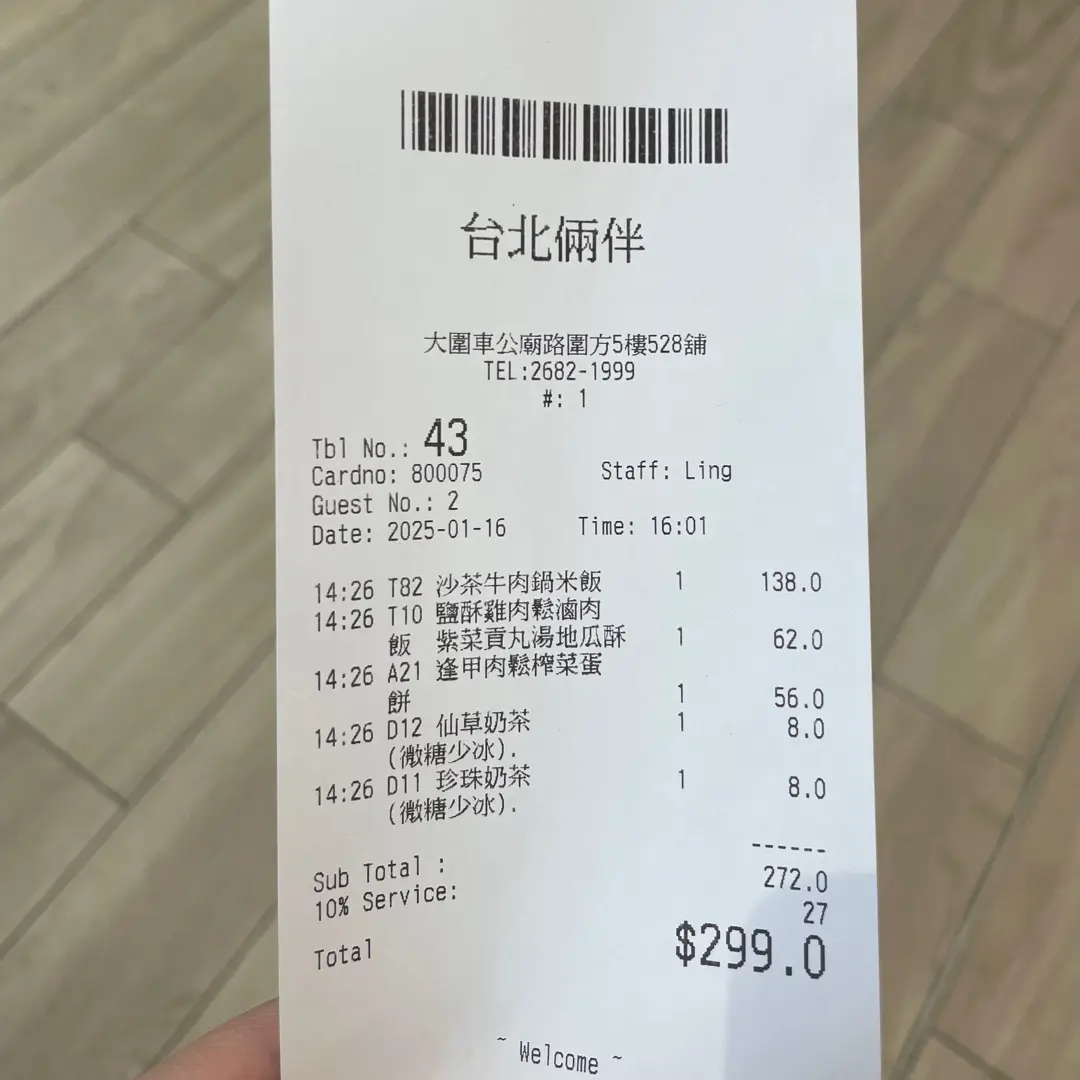 台北倆伴
大圍車公廟路圍方5樓528舖
TEL:2682-1999
#: 1
Tbl No.: 43
Cardno: 800075 Staff: Ling
Guest No.: 2
Date: 2025-01-16 Time: 16:01
14:26 T82 沙茶牛肉鍋米飯 1 138.0
14:26 T10 鹽酥雞肉鬆滷肉
飯 紫菜貢丸湯地瓜酥 1 62.0
14:26 A21 逢甲肉鬆榨菜蛋
餅 1 56.0
14:26 D12 仙草奶茶 1 8.0
(微糖少冰).
14:26 D11 珍珠奶茶 1 8.0
(微糖少冰).
------
Sub Total : 272.0
10% Service: 27
Total $299.0
~ Welcome ~